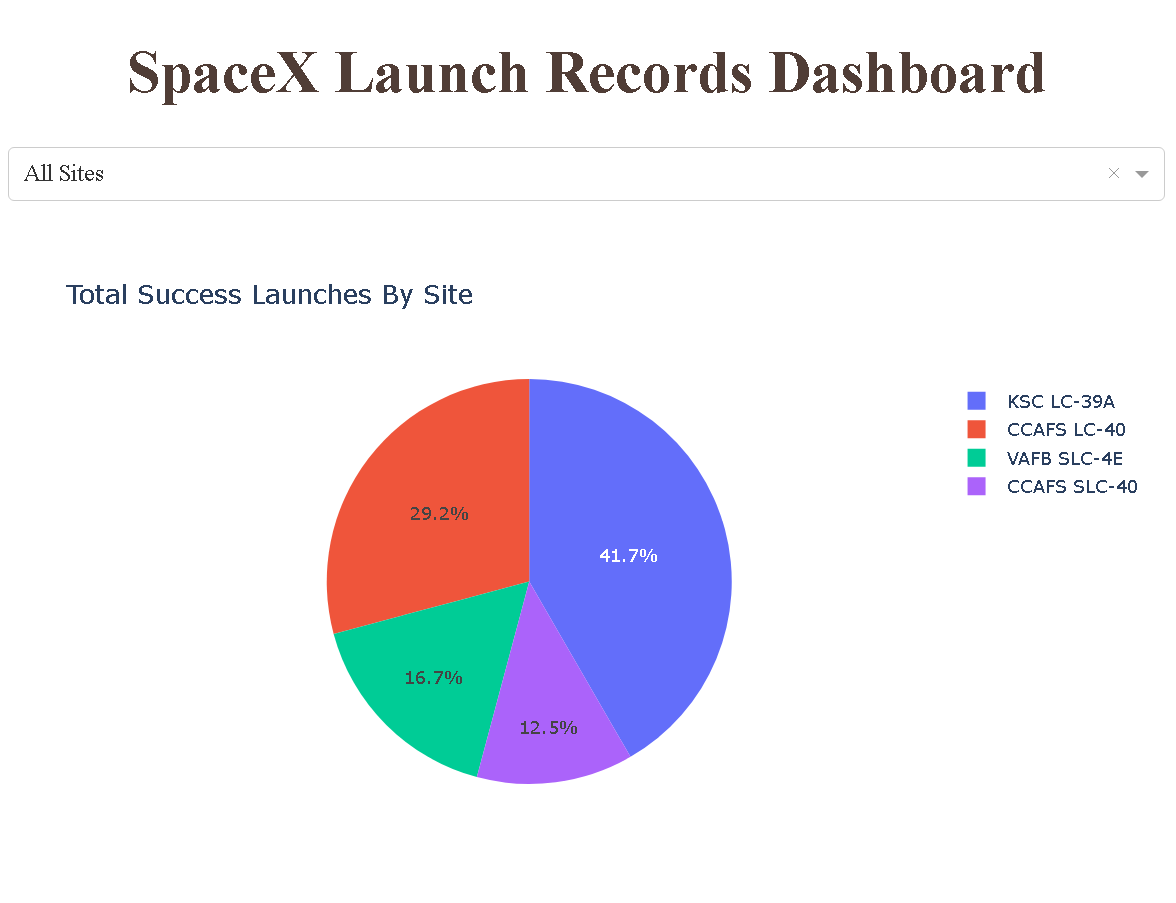 SpaceX Launch Records Dashboard
All Sites
Total Success Launches By Site
KSC LC-39A
CCAFS LC-40
VAFB SLC-4E
CCAFS SLC-40
29.2%
41.7%
16.7%
12.5%